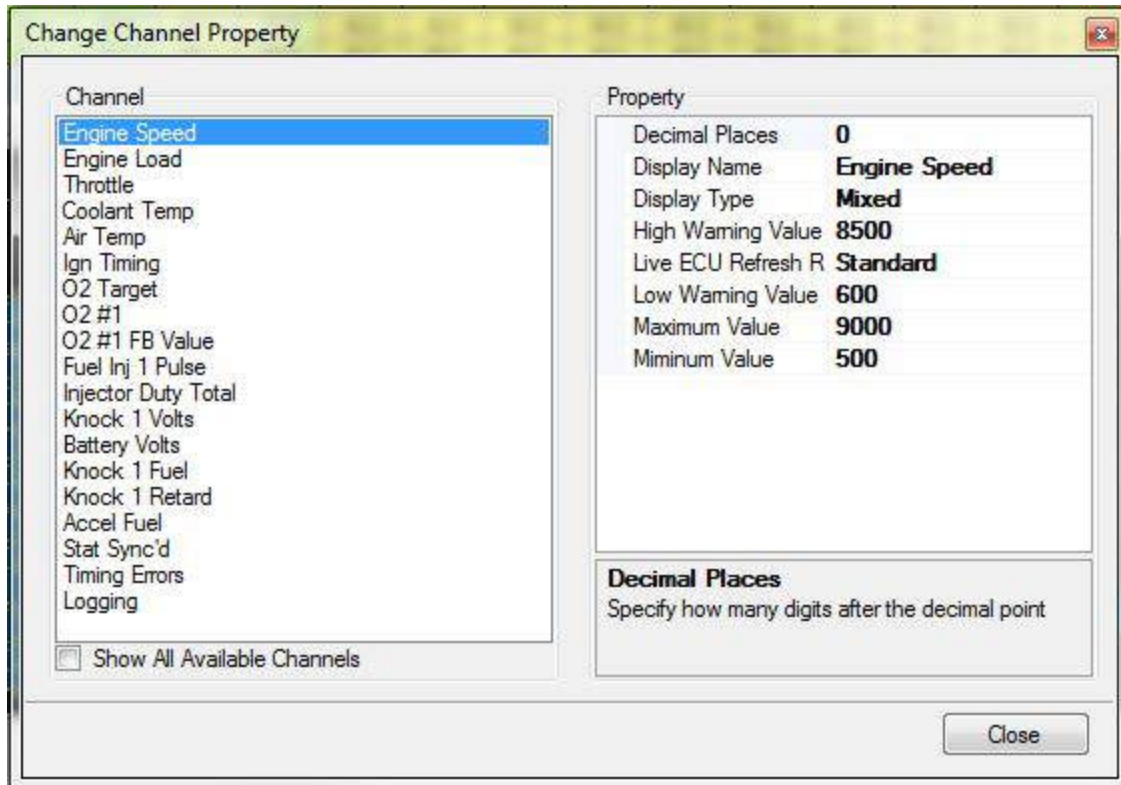 Change Channel Property
Channel
Engine Speed
Engine Load
Throttle
Coolant Temp
Air Temp
Ign Timing
O2 Target
O2 #1
O2 #1 FB Value
Fuel Inj 1 Pulse
Injector Duty Total
Knock 1 Volts
Battery Volts
Knock 1 Fuel
Knock 1 Retard
Accel Fuel
Stat Sync'd
Timing Errors
Logging
Show All Available Channels
Property
Decimal Places 0
Display Name Engine Speed
Display Type Mixed
High Warning Value 8500
Live ECU Refresh R Standard
Low Warning Value 600
Maximum Value 9000
Miminum Value 500
Decimal Places
Specify how many digits after the decimal point
Close